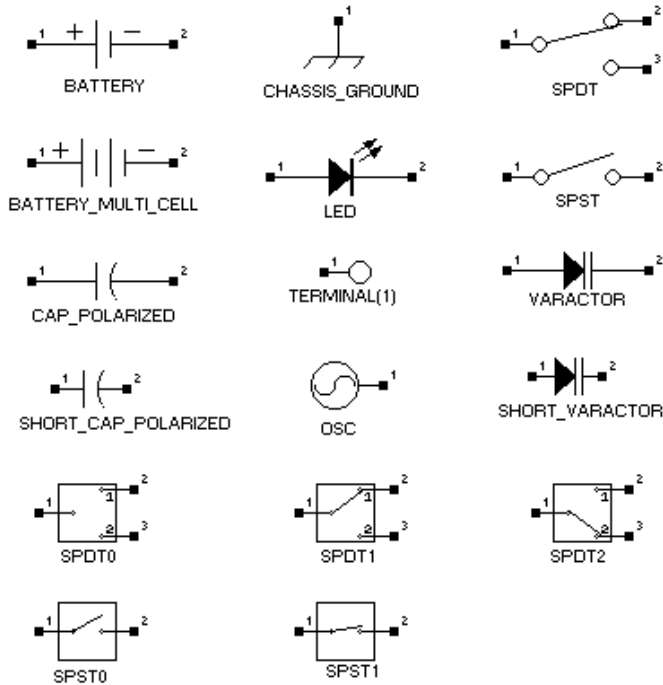 1 + − 2
BATTERY
1
CHASSIS_GROUND
1 2 3
SPDT
1 + − 2
BATTERY_MULTI_CELL
1 2
LED
1 2
SPST
1 2
CAP_POLARIZED
1
TERMINAL(1)
1 2
VARACTOR
1 2
SHORT_CAP_POLARIZED
1
OSC
1 2
SHORT_VARACTOR
1 1 2 2 3
SPDT0
1 1 2 2 3
SPDT1
1 1 2 2 3
SPDT2
1 2
SPST0
1 2
SPST1